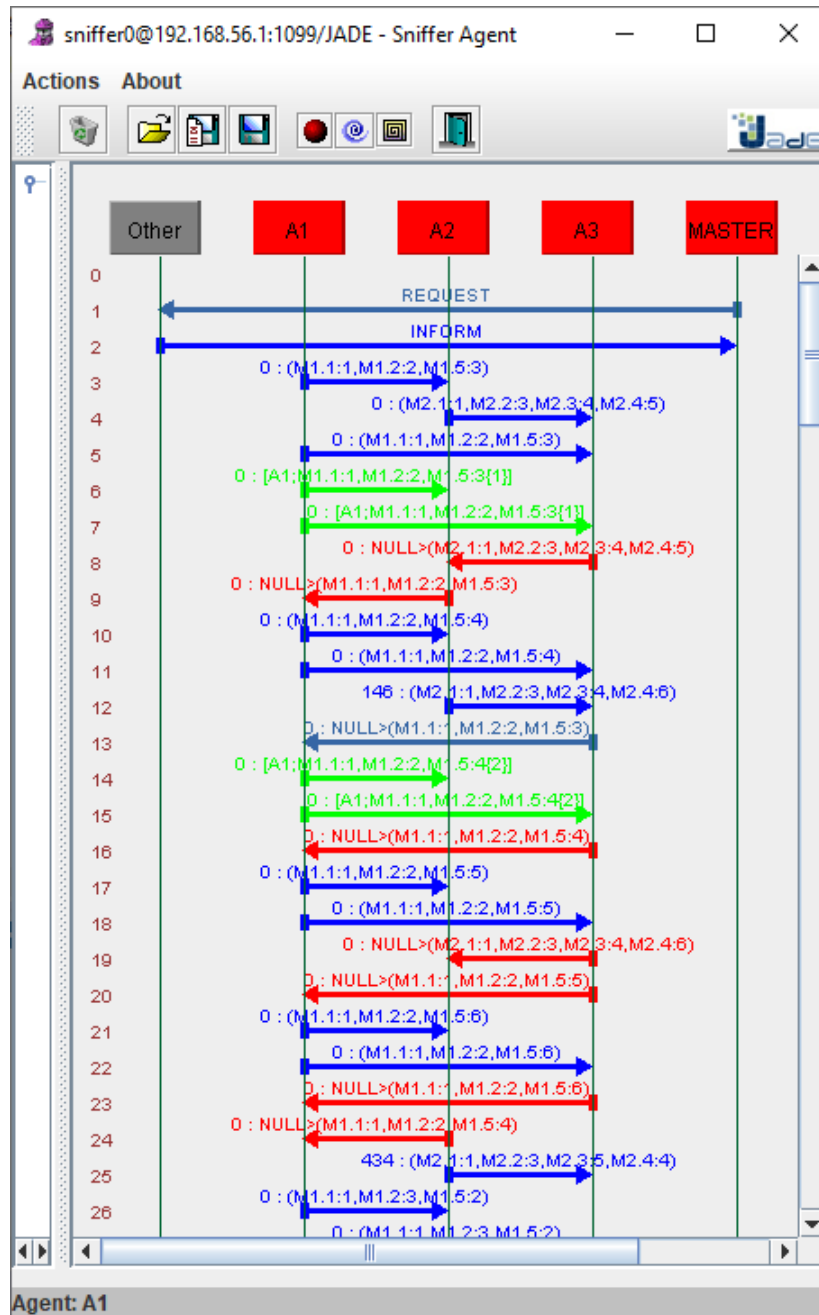 sniffer0@192.168.56.1:1099/JADE - Sniffer Agent
Actions About
Jade
Other A1 A2 A3 MASTER
0
REQUEST
1
INFORM
2
0 : (M1.1:1,M1.2:2,M1.5:3)
3
0 : (M2.1:1,M2.2:3,M2.3:4,M2.4:5)
4
0 : (M1.1:1,M1.2:2,M1.5:3)
5
0 : [A1;M1.1:1,M1.2:2,M1.5:3{1}]
6
0 : [A1;M1.1:1,M1.2:2,M1.5:3{1}]
7
0 : NULL>(M2.1:1,M2.2:3,M2.3:4,M2.4:5)
8
0 : NULL>(M1.1:1,M1.2:2,M1.5:3)
9
0 : (M1.1:1,M1.2:2,M1.5:4)
10
0 : (M1.1:1,M1.2:2,M1.5:4)
11
146 : (M2.1:1,M2.2:3,M2.3:4,M2.4:6)
12
0 : NULL>(M1.1:1,M1.2:2,M1.5:3)
13
0 : [A1;M1.1:1,M1.2:2,M1.5:4{2}]
14
0 : [A1;M1.1:1,M1.2:2,M1.5:4{2}]
15
0 : NULL>(M1.1:1,M1.2:2,M1.5:4)
16
0 : (M1.1:1,M1.2:2,M1.5:5)
17
0 : (M1.1:1,M1.2:2,M1.5:5)
18
0 : NULL>(M2.1:1,M2.2:3,M2.3:4,M2.4:6)
19
0 : NULL>(M1.1:1,M1.2:2,M1.5:5)
20
0 : (M1.1:1,M1.2:2,M1.5:6)
21
0 : (M1.1:1,M1.2:2,M1.5:6)
22
0 : NULL>(M1.1:1,M1.2:2,M1.5:6)
23
0 : NULL>(M1.1:1,M1.2:2,M1.5:4)
24
434 : (M2.1:1,M2.2:3,M2.3:5,M2.4:4)
25
0 : (M1.1:1,M1.2:3,M1.5:2)
26
0 : (M1.1:1,M1.2:3,M1.5:2)
Agent: A1